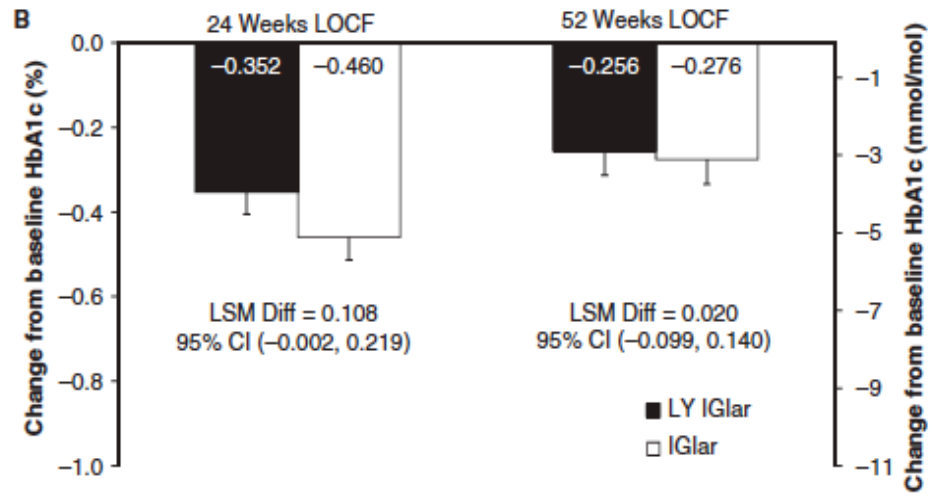 B
24 Weeks LOCF
52 Weeks LOCF
Change from baseline HbA1c (%)
0.0
–0.2
–0.4
–0.6
–0.8
–1.0
–0.352
–0.460
–0.256
–0.276
LSM Diff = 0.108
95% CI (–0.002, 0.219)
LSM Diff = 0.020
95% CI (–0.099, 0.140)
LY IGlar
IGlar
–1
–3
–5
–7
–9
–11
Change from baseline HbA1c (mmol/mol)